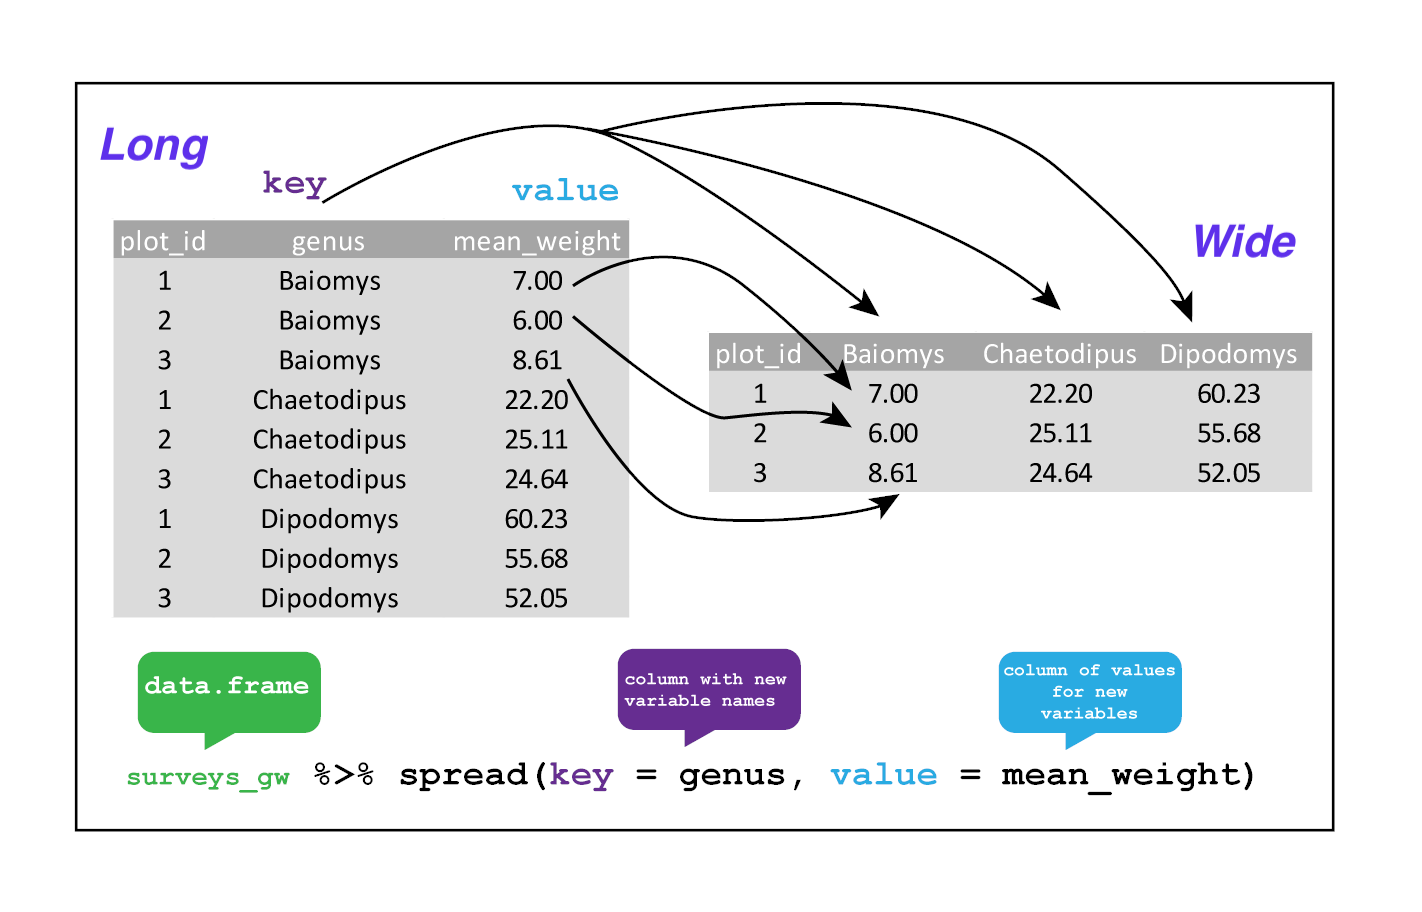 Long
key
value
plot_id genus mean_weight
1 Baiomys 7.00
2 Baiomys 6.00
3 Baiomys 8.61
1 Chaetodipus 22.20
2 Chaetodipus 25.11
3 Chaetodipus 24.64
1 Dipodomys 60.23
2 Dipodomys 55.68
3 Dipodomys 52.05
Wide
plot_id Baiomys Chaetodipus Dipodomys
1 7.00 22.20 60.23
2 6.00 25.11 55.68
3 8.61 24.64 52.05
data.frame
column with new
variable names
column of values
for new
variables
surveys_gw %>% spread(key = genus, value = mean_weight)